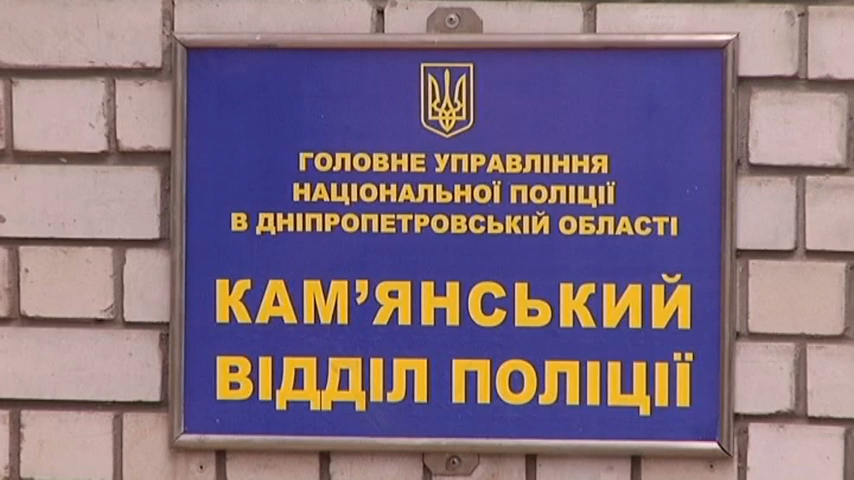 ГОЛОВНЕ УПРАВЛІННЯ
НАЦІОНАЛЬНОЇ ПОЛІЦІЇ
В ДНІПРОПЕТРОВСЬКІЙ ОБЛАСТІ
КАМ’ЯНСЬКИЙ
ВІДДІЛ ПОЛІЦІЇ